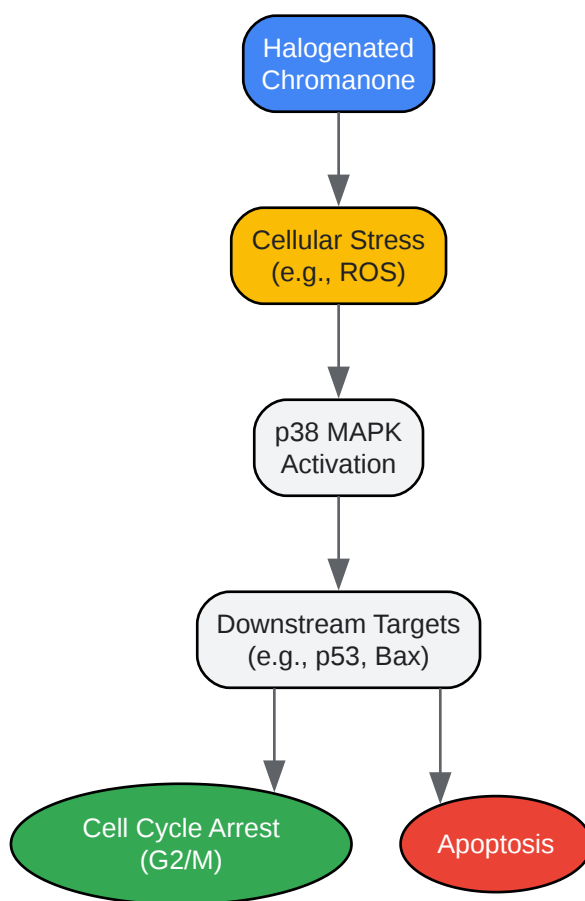 Halogenated
Chromanone
Cellular Stress
(e.g., ROS)
p38 MAPK
Activation
Downstream Targets
(e.g., p53, Bax)
Cell Cycle Arrest
(G2/M)
Apoptosis